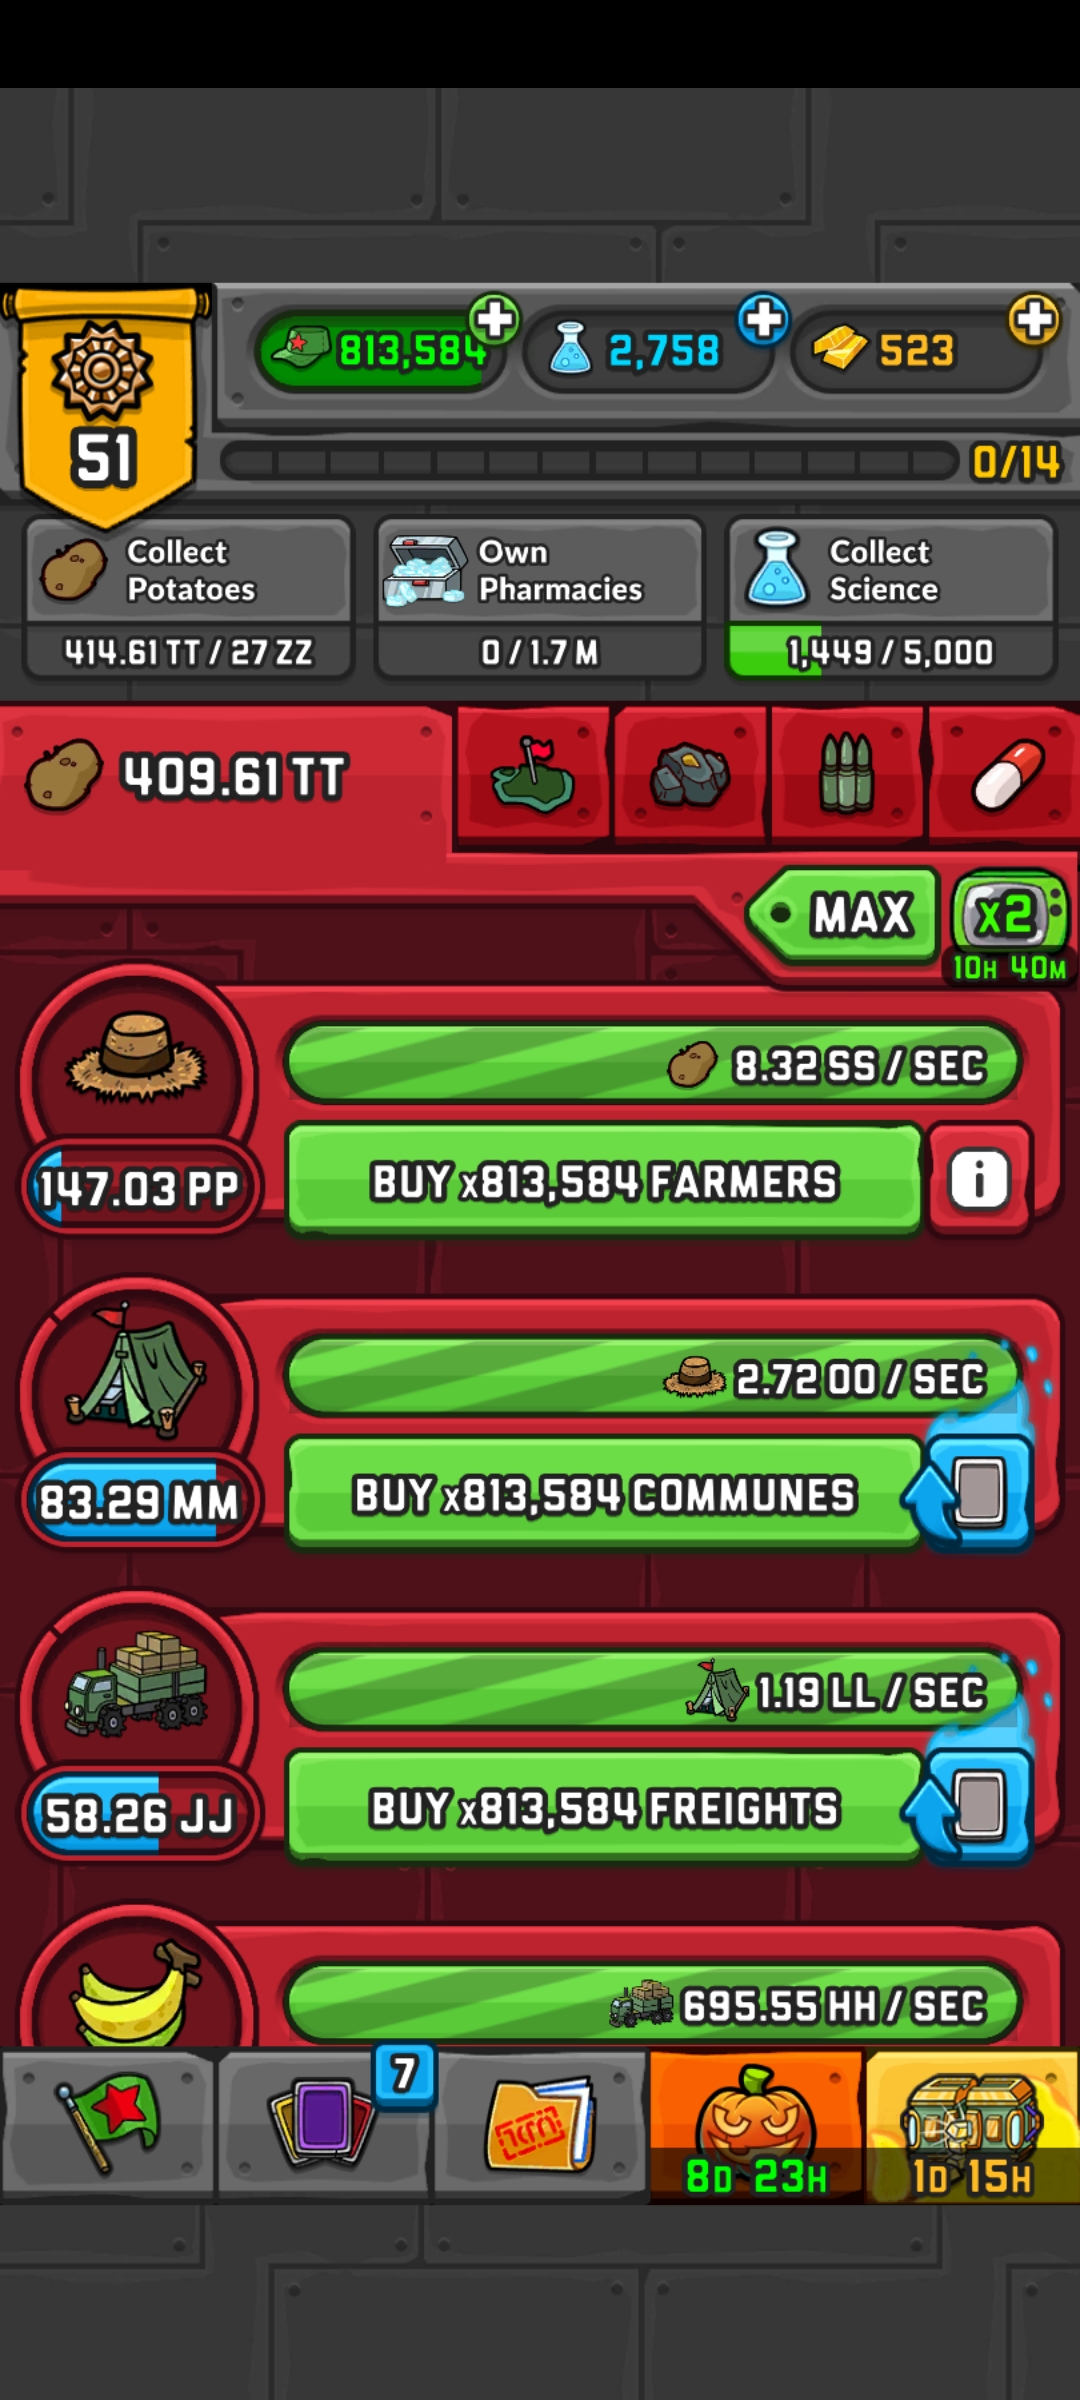 813,584
2,758
523
51
0/14
Collect
Potatoes
414.61 TT / 27 ZZ
Own
Pharmacies
0 / 1.7 M
Collect
Science
1,449 / 5,000
409.61 TT
MAX
x2
10H 40M
8.32 SS / SEC
147.03 PP
BUY x813,584 FARMERS
i
2.72 OO / SEC
83.29 MM
BUY x813,584 COMMUNES
1.19 LL / SEC
58.26 JJ
BUY x813,584 FREIGHTS
695.55 HH / SEC
7
8D 23H
1D 15H